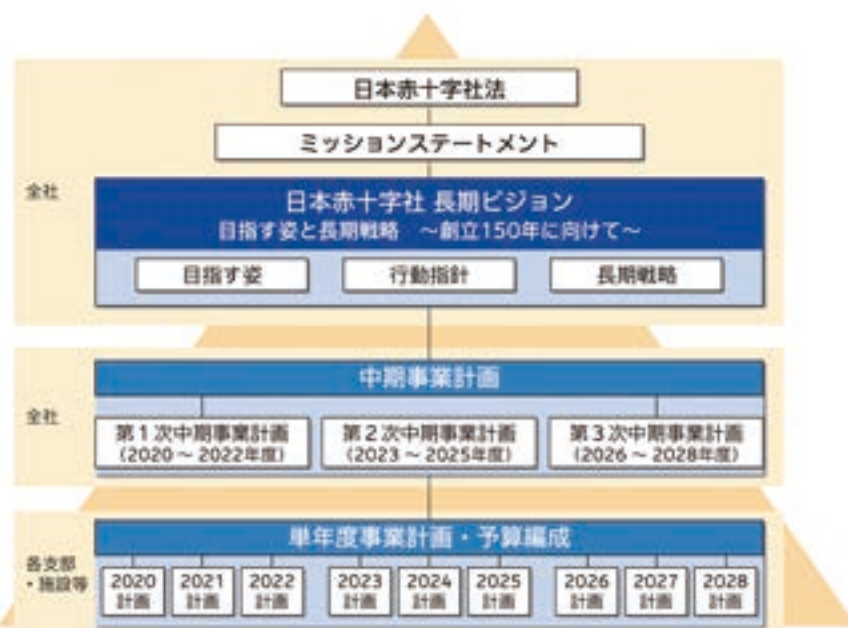 日本赤十字社法
ミッションステートメント
全社
日本赤十字社 長期ビジョン
目指す姿と長期戦略 ～創立150年に向けて～
目指す姿
行動指針
長期戦略
中期事業計画
全社
第1次中期事業計画
(2020～2022年度)
第2次中期事業計画
(2023～2025年度)
第3次中期事業計画
(2026～2028年度)
単年度事業計画・予算編成
各支部
・施設等
2020
計画
2021
計画
2022
計画
2023
計画
2024
計画
2025
計画
2026
計画
2027
計画
2028
計画